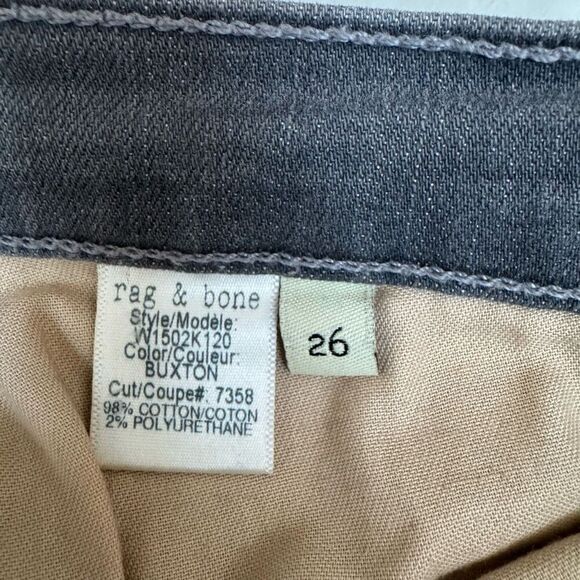 rag & bone
Style/Modèle:
W1502K120
Color/Couleur:
BUXTON
Cut/Coupe#: 7358
98% COTTON/COTON
2% POLYURETHANE
26